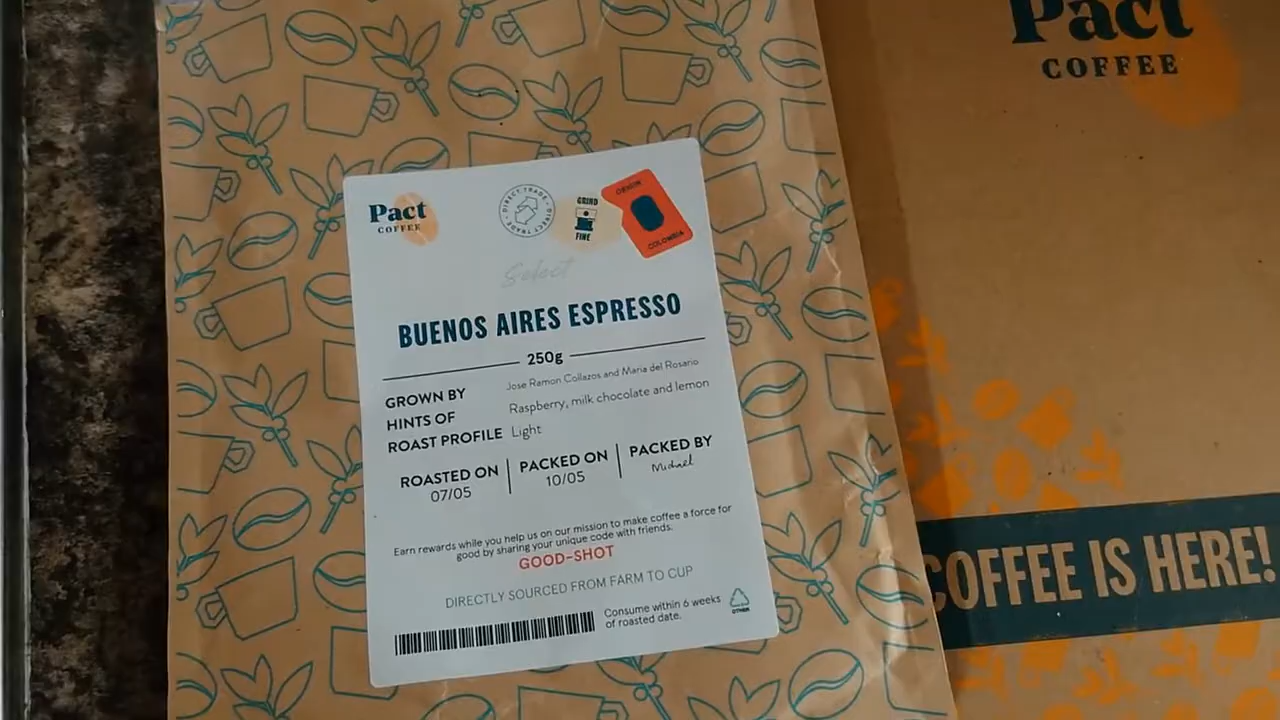 Pact
COFFEE
Pact
COFFEE
DIRECT TRADE · DIRECT TRADE ·
GRIND
FINE
ORIGIN
COLOMBIA
Select
BUENOS AIRES ESPRESSO
250g
GROWN BY Jose Ramon Collazos and Maria del Rosario
HINTS OF Raspberry, milk chocolate and lemon
ROAST PROFILE Light
ROASTED ON PACKED ON PACKED BY
07/05 10/05 Michael
Earn rewards while you help us on our mission to make coffee a force for
good by sharing your unique code with friends.
GOOD-SHOT
DIRECTLY SOURCED FROM FARM TO CUP
Consume within 6 weeks
of roasted date.
OTHER
COFFEE IS HERE!